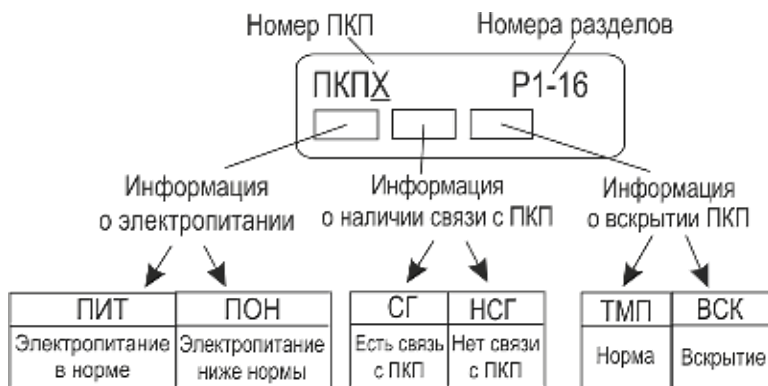 Номер ПКП Номера разделов
ПКПХ Р1-16
Информация
о электропитании
Информация
о наличии связи с ПКП
Информация
о вскрытии ПКП
ПИТ ПОН
Электропитание
в норме
Электропитание
ниже нормы
СГ НСГ
Есть связь
с ПКП
Нет связи
с ПКП
ТМП ВСК
Норма Вскрытие